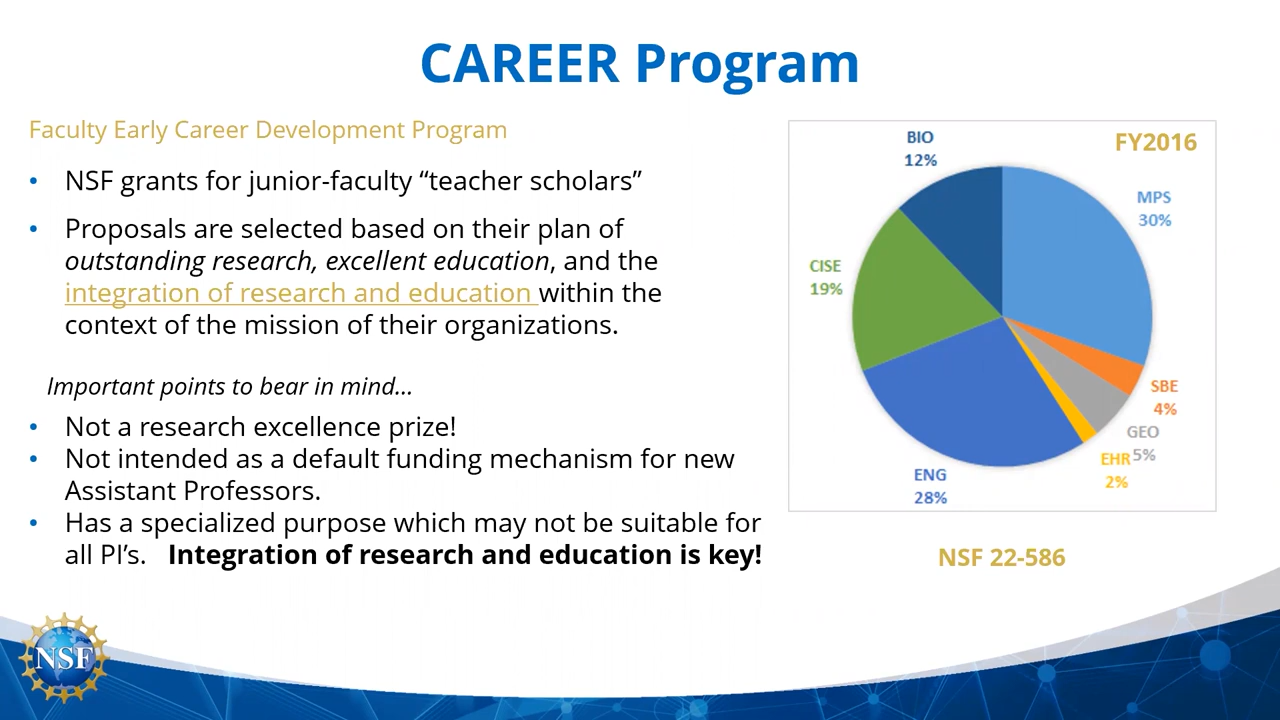 CAREER Program
Faculty Early Career Development Program
• NSF grants for junior-faculty “teacher scholars”
• Proposals are selected based on their plan of
outstanding research, excellent education, and the
integration of research and education within the
context of the mission of their organizations.
Important points to bear in mind...
• Not a research excellence prize!
• Not intended as a default funding mechanism for new
Assistant Professors.
• Has a specialized purpose which may not be suitable for
all PI’s. Integration of research and education is key!
FY2016
BIO
12%
MPS
30%
CISE
19%
SBE
4%
GEO
5%
EHR
2%
ENG
28%
NSF 22-586
NSF